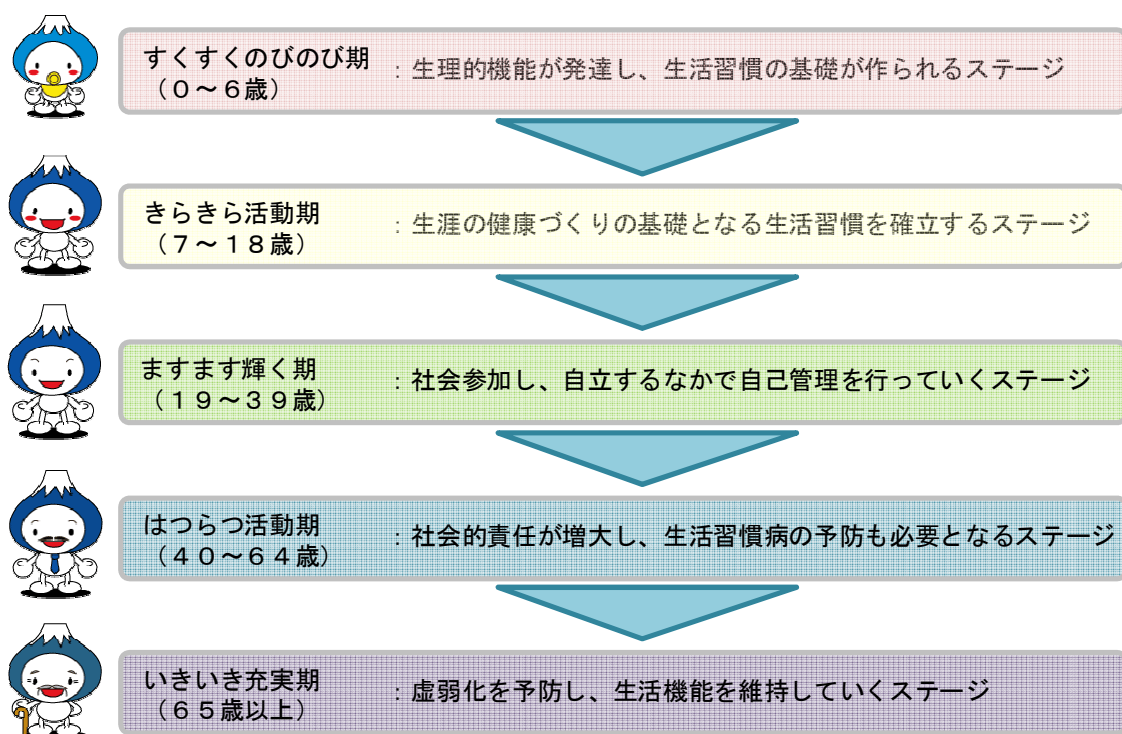 すくすくのびのび期
（０～６歳）
：生理的機能が発達し、生活習慣の基礎が作られるステージ
きらきら活動期
（７～１８歳）
：生涯の健康づくりの基礎となる生活習慣を確立するステージ
ますます輝く期
（１９～３９歳）
：社会参加し、自立するなかで自己管理を行っていくステージ
はつらつ活動期
（４０～６４歳）
：社会的責任が増大し、生活習慣病の予防も必要となるステージ
いきいき充実期
（６５歳以上）
：虚弱化を予防し、生活機能を維持していくステージ